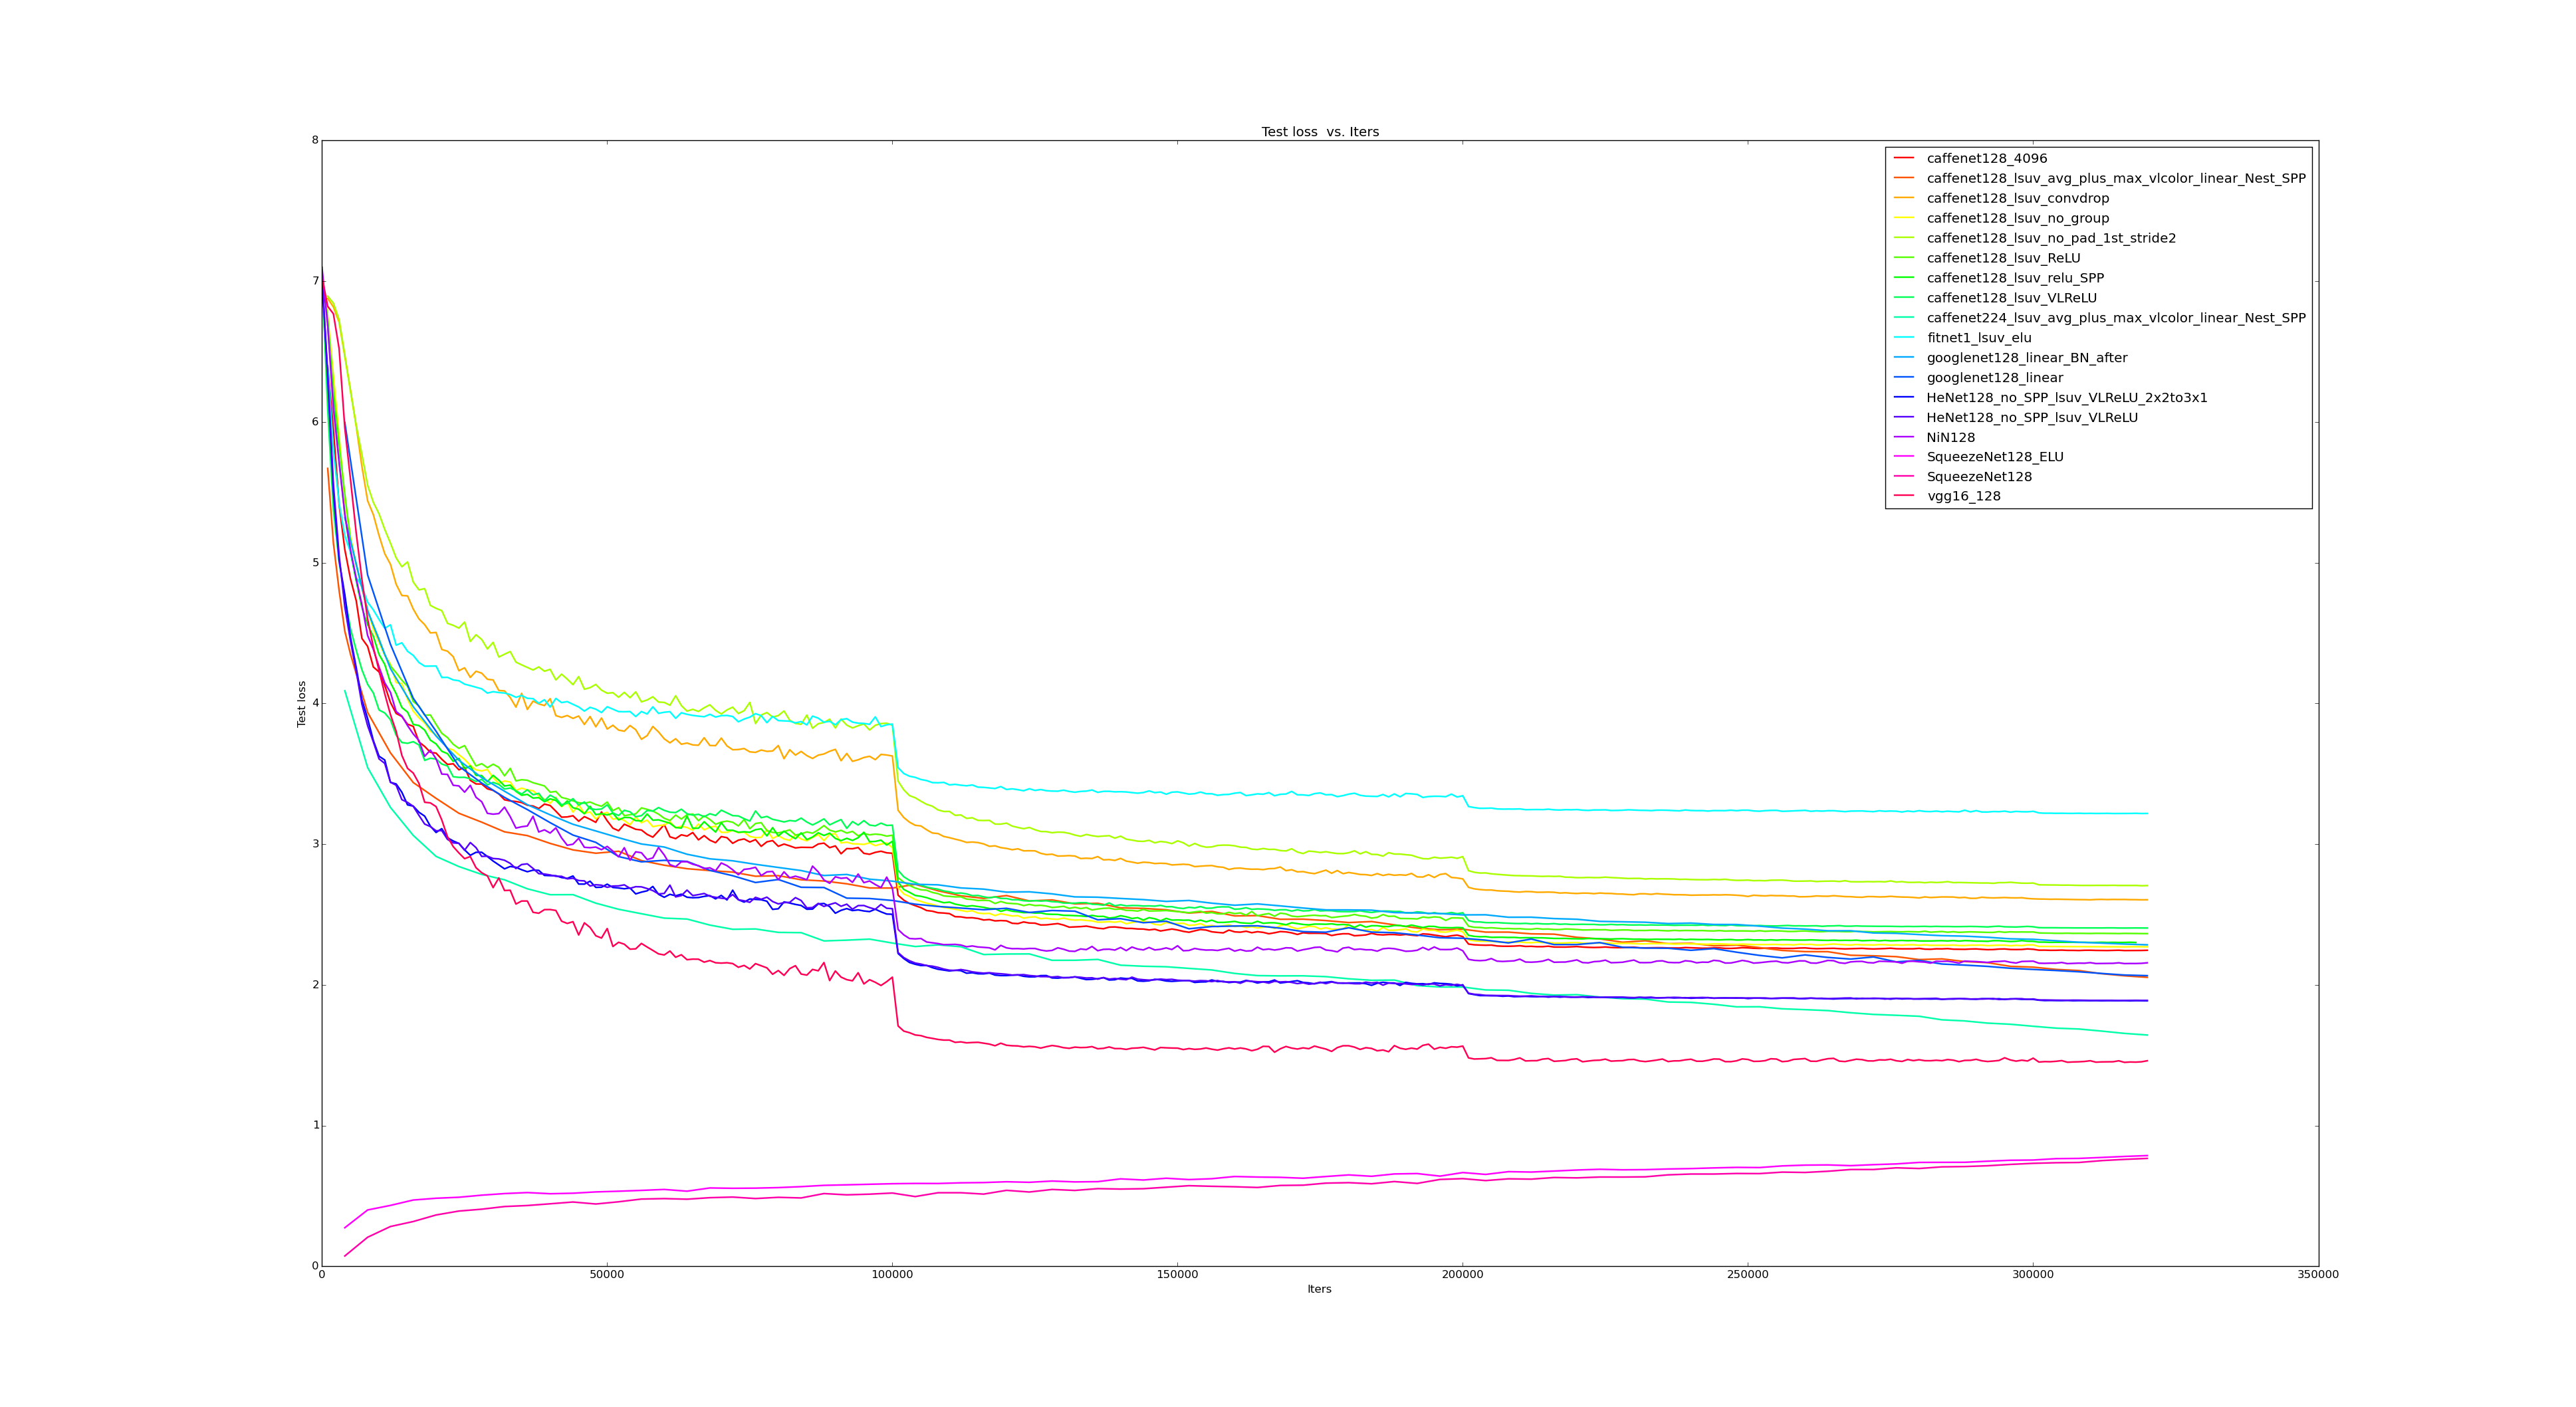 Test loss  vs. Iters
8
7
6
5
4
3
2
1
0
Test loss
caffenet128_4096
caffenet128_lsuv_avg_plus_max_vlcolor_linear_Nest_SPP
caffenet128_lsuv_convdrop
caffenet128_lsuv_no_group
caffenet128_lsuv_no_pad_1st_stride2
caffenet128_lsuv_ReLU
caffenet128_lsuv_relu_SPP
caffenet128_lsuv_VLReLU
caffenet224_lsuv_avg_plus_max_vlcolor_linear_Nest_SPP
fitnet1_lsuv_elu
googlenet128_linear_BN_after
googlenet128_linear
HeNet128_no_SPP_lsuv_VLReLU_2x2to3x1
HeNet128_no_SPP_lsuv_VLReLU
NiN128
SqueezeNet128_ELU
SqueezeNet128
vgg16_128
0 50000 100000 150000 200000 250000 300000 350000
Iters